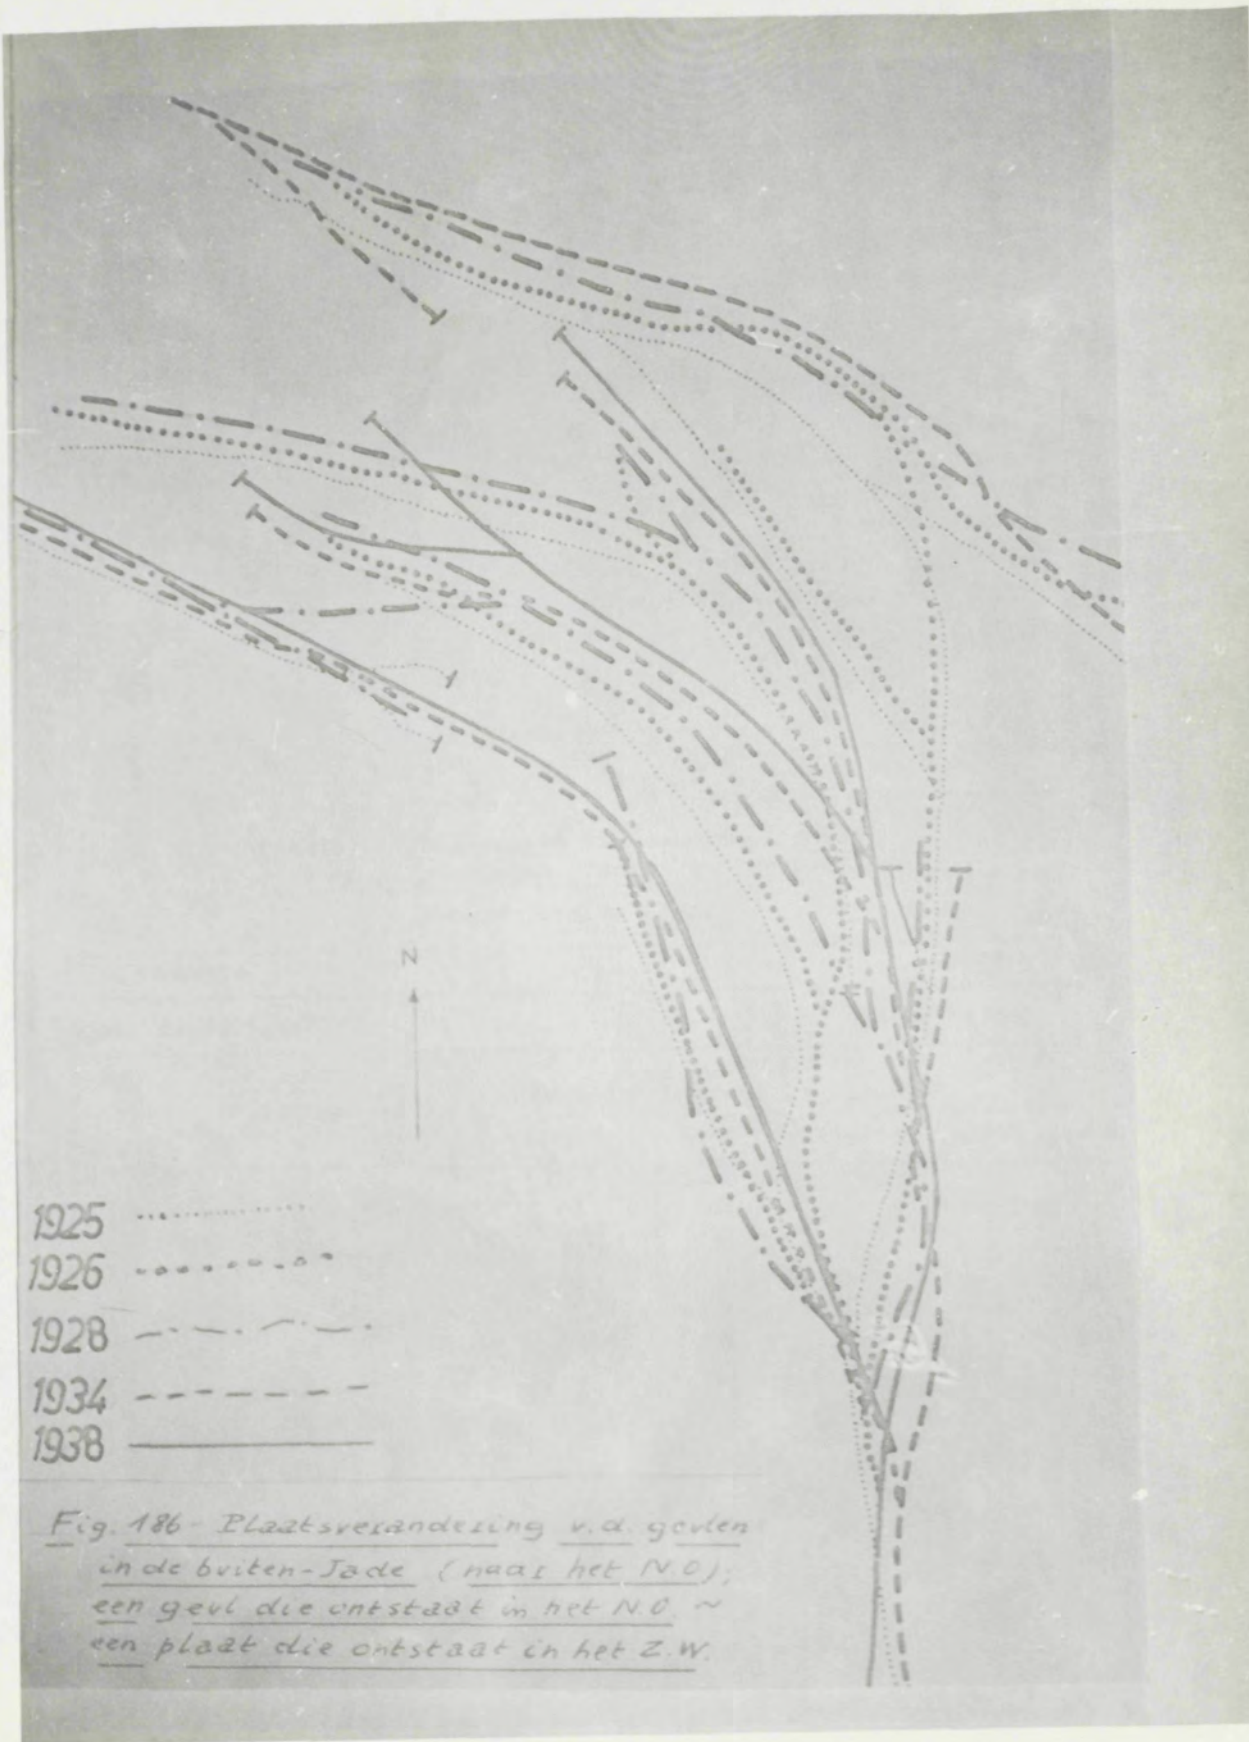 N
1925
1926
1928
1934
1938
Fig. 186 - Plaatsverandering v.d. geulen
in de buiten-Jade (naar het N.O);
een geul die ontstaat in het N.O. ~
een plaat die ontstaat in het Z.W.